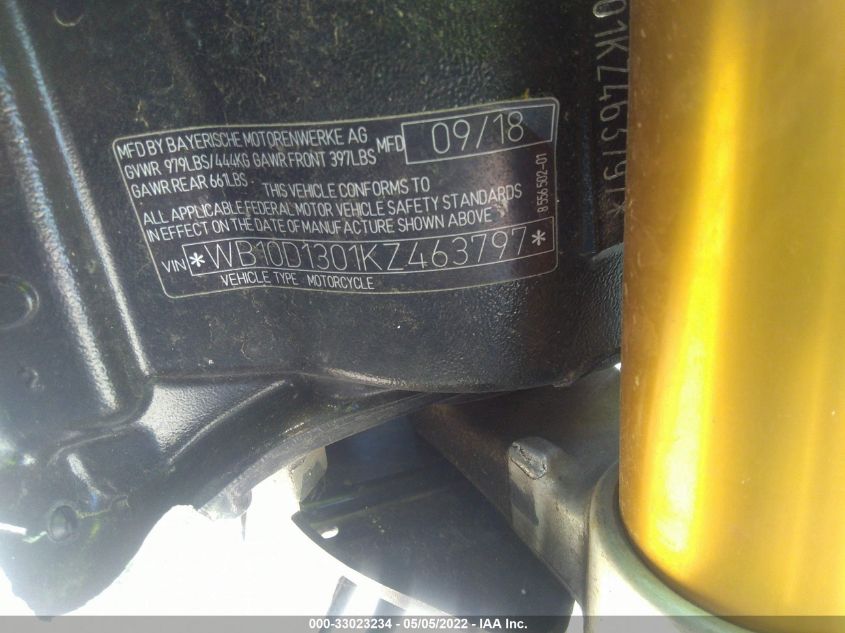 MFD BY BAYERISCHE MOTORENWERKE AG MFD 09/18
GVWR 979LBS/444KG GAWR FRONT 397LBS
GAWR REAR 661LBS. THIS VEHICLE CONFORMS TO
ALL APPLICABLE FEDERAL MOTOR VEHICLE SAFETY STANDARDS
IN EFFECT ON THE DATE OF MANUFACTURE SHOWN ABOVE
VIN *WB10D1301KZ463797*
VEHICLE TYPE MOTORCYCLE
8 556 502-01
01KZ463797*
000-33023234 - 05/05/2022 - IAA Inc.